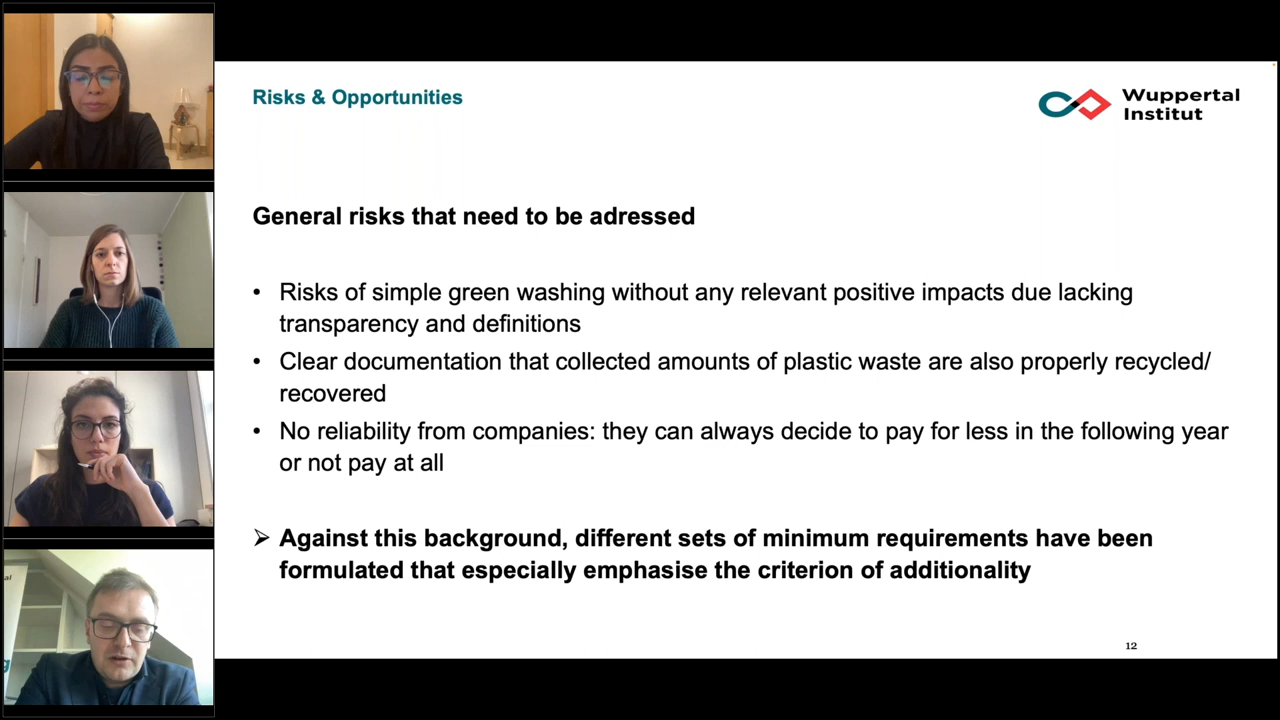 Risks & Opportunities
Wuppertal
Institut
General risks that need to be adressed
• Risks of simple green washing without any relevant positive impacts due lacking
transparency and definitions
• Clear documentation that collected amounts of plastic waste are also properly recycled/
recovered
• No reliability from companies: they can always decide to pay for less in the following year
or not pay at all
➢ Against this background, different sets of minimum requirements have been
formulated that especially emphasise the criterion of additionality
12